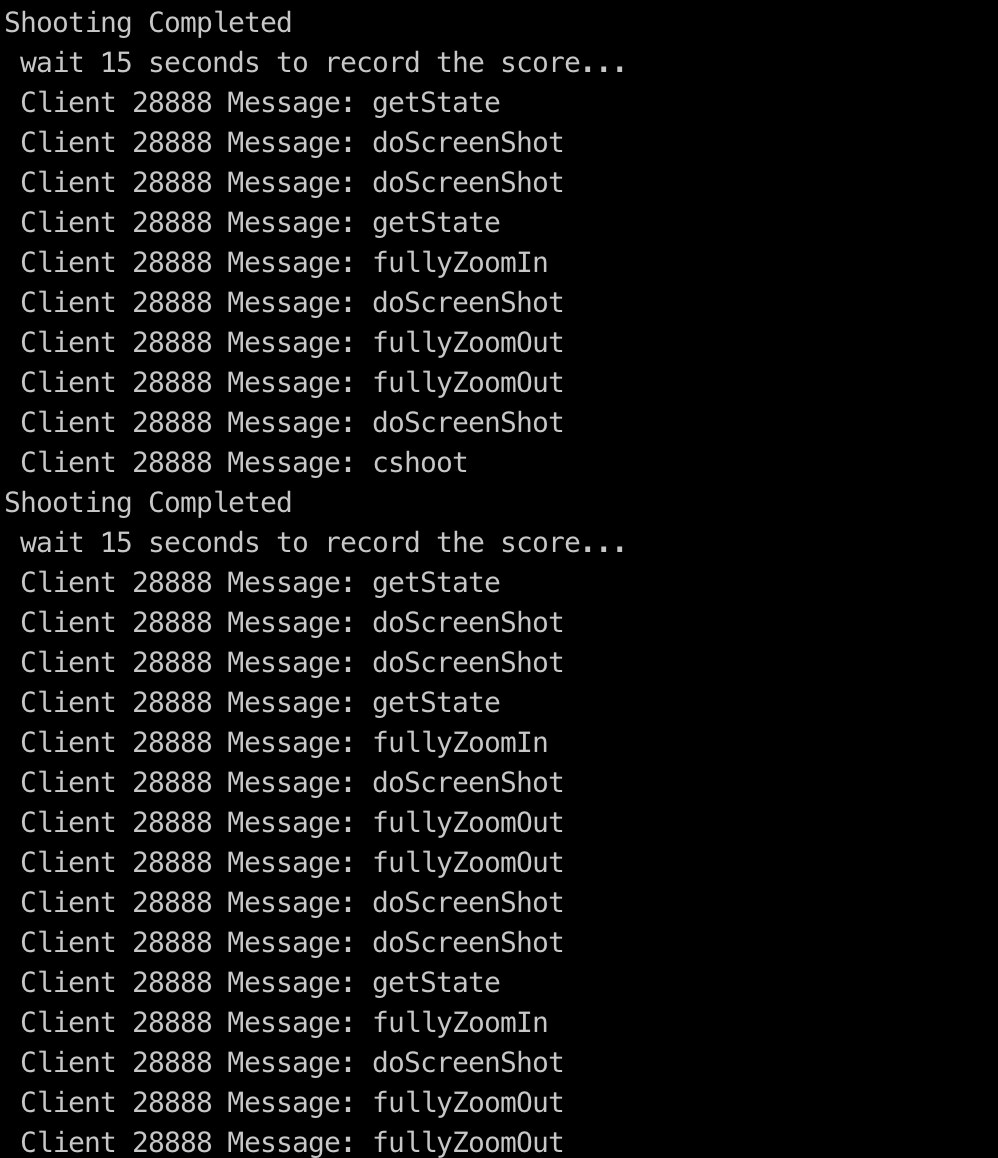 Shooting Completed
wait 15 seconds to record the score...
Client 28888 Message: getState
Client 28888 Message: doScreenShot
Client 28888 Message: doScreenShot
Client 28888 Message: getState
Client 28888 Message: fullyZoomIn
Client 28888 Message: doScreenShot
Client 28888 Message: fullyZoomOut
Client 28888 Message: fullyZoomOut
Client 28888 Message: doScreenShot
Client 28888 Message: cshoot
Shooting Completed
wait 15 seconds to record the score...
Client 28888 Message: getState
Client 28888 Message: doScreenShot
Client 28888 Message: doScreenShot
Client 28888 Message: getState
Client 28888 Message: fullyZoomIn
Client 28888 Message: doScreenShot
Client 28888 Message: fullyZoomOut
Client 28888 Message: fullyZoomOut
Client 28888 Message: doScreenShot
Client 28888 Message: doScreenShot
Client 28888 Message: getState
Client 28888 Message: fullyZoomIn
Client 28888 Message: doScreenShot
Client 28888 Message: fullyZoomOut
Client 28888 Message: fullyZoomOut